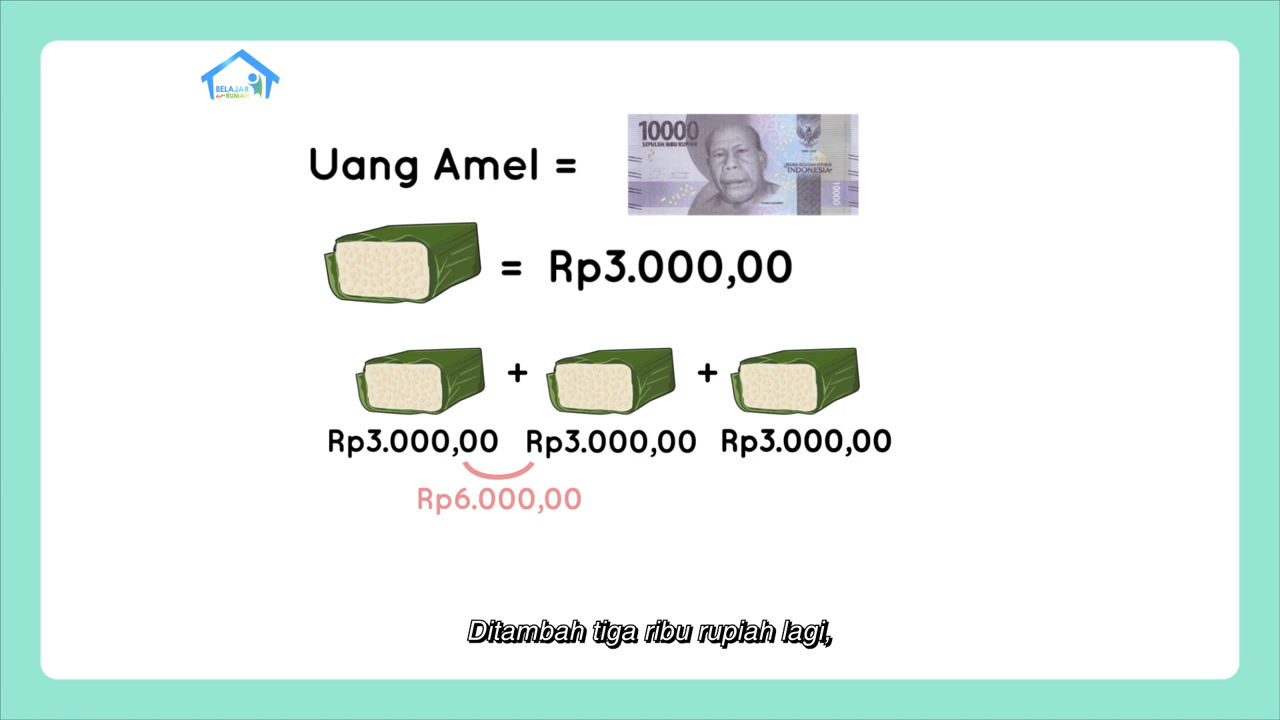 BELAJAR
RUMAH
10000
SEPULUH RIBU RUPIAH
INDONESIA
10000
Uang Amel =
= Rp3.000,00
+ +
Rp3.000,00 Rp3.000,00 Rp3.000,00
Rp6.000,00
Ditambah tiga ribu rupiah lagi,